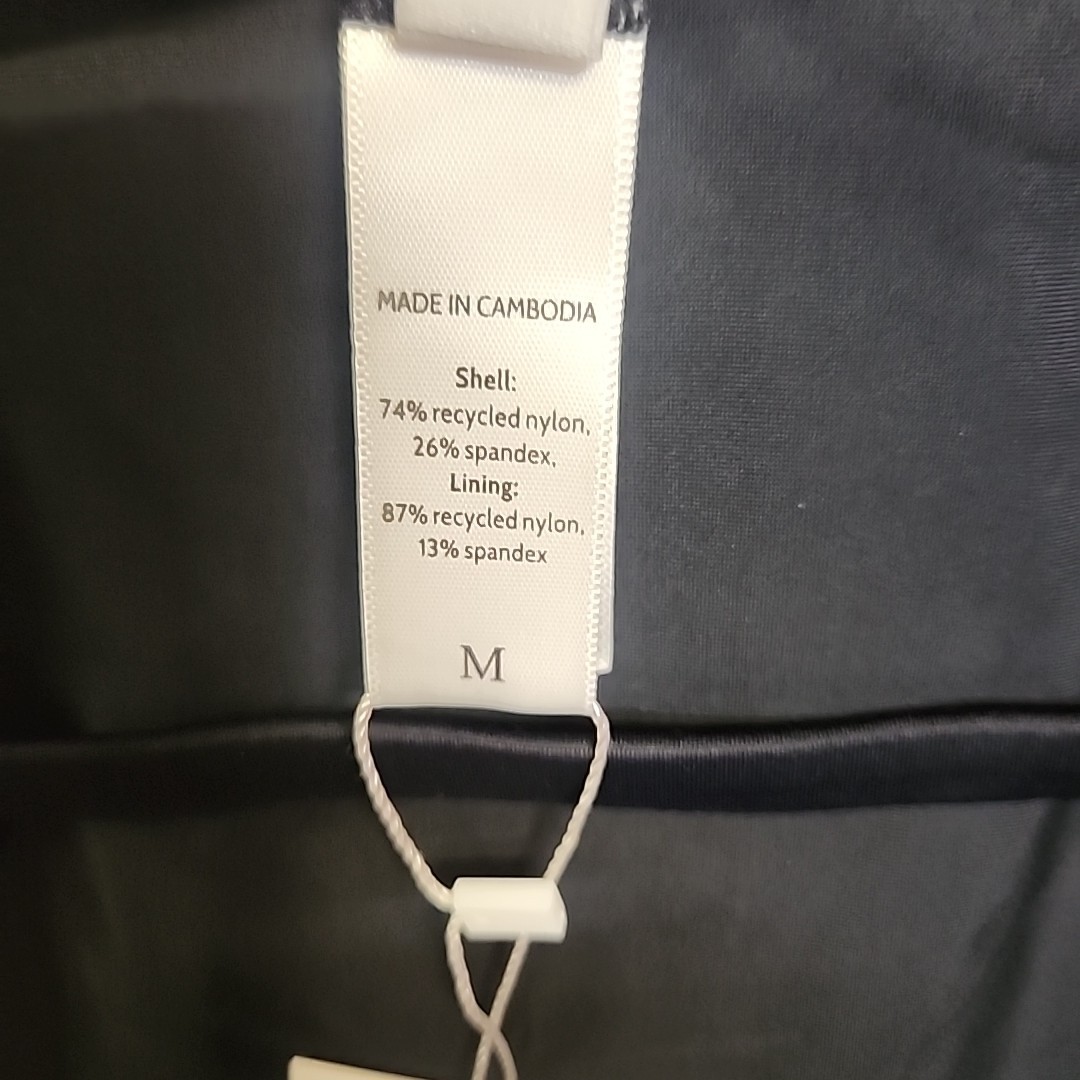 MADE IN CAMBODIA
Shell:
74% recycled nylon,
26% spandex,
Lining:
87% recycled nylon,
13% spandex
M